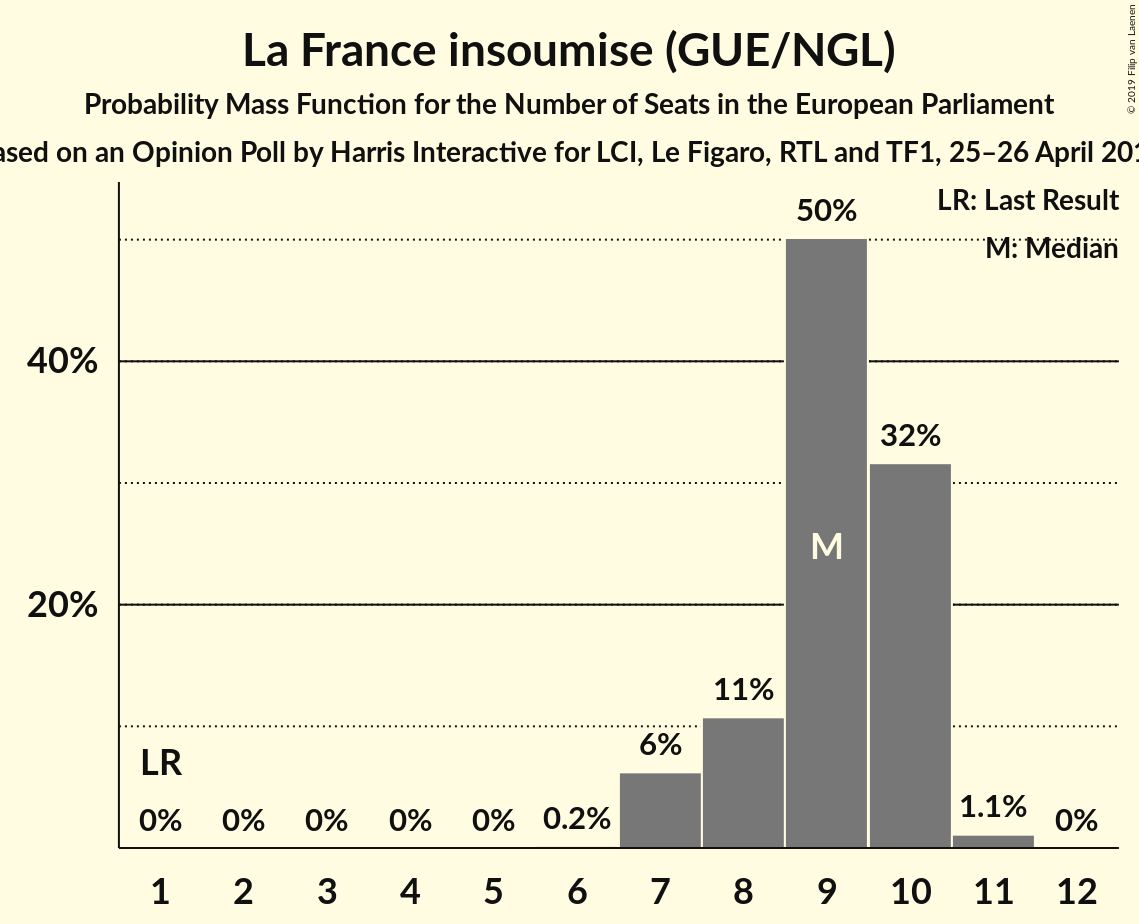 La France insoumise (GUE/NGL)
Probability Mass Function for the Number of Seats in the European Parliament
on an Opinion Poll by Harris Interactive for LCI, Le Figaro, RTL and TF1, 25–26 April
© 2019 Filip van Laenen
LR: Last Result
M: Median
50%
40%
32%
M
20%
11%
6%
LR
0% 0% 0% 0% 0% 0.2% 1.1% 0%
1 2 3 4 5 6 7 8 9 10 11 12